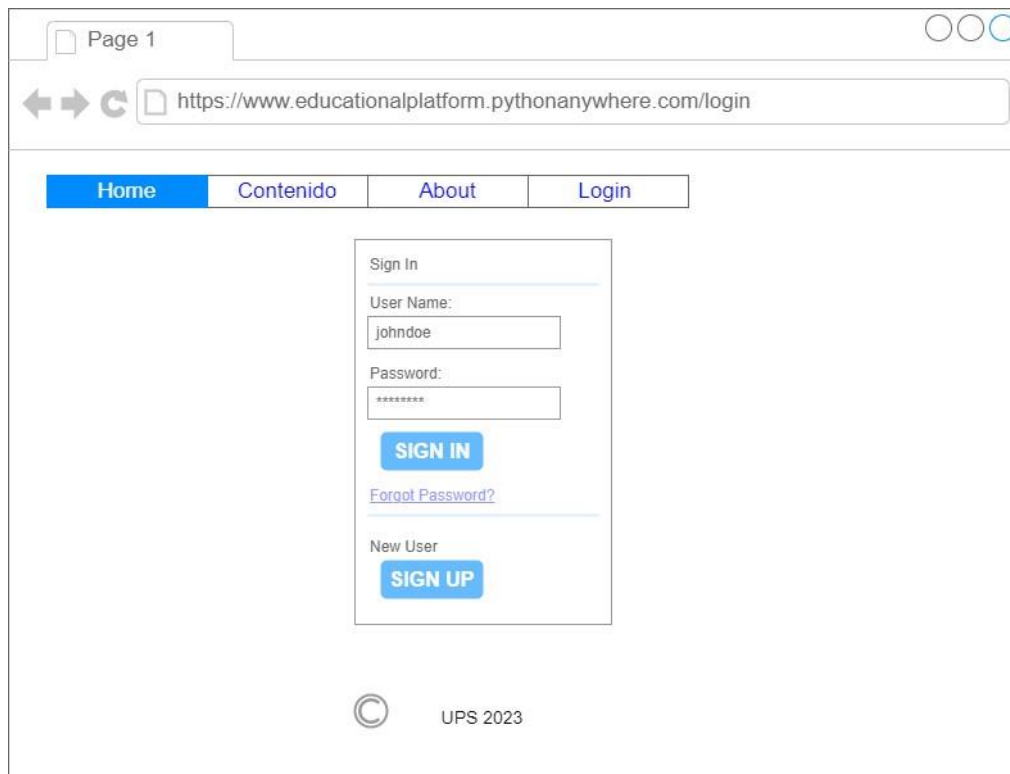 Page 1
https://www.educationalplatform.pythonanywhere.com/login
Home Contenido About Login
Sign In
User Name:
johndoe
Password:
********
SIGN IN
Forgot Password?
New User
SIGN UP
© UPS 2023